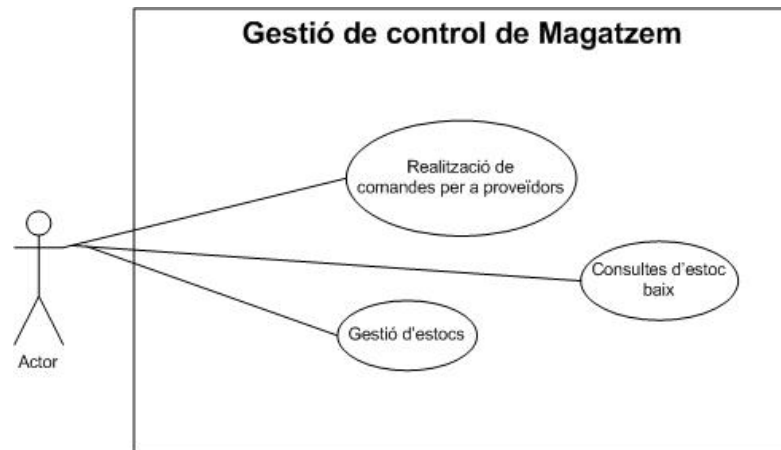 Gestió de control de Magatzem
Realització de
comandes per a proveïdors
Consultes d'estoc
baix
Gestió d'estocs
Actor